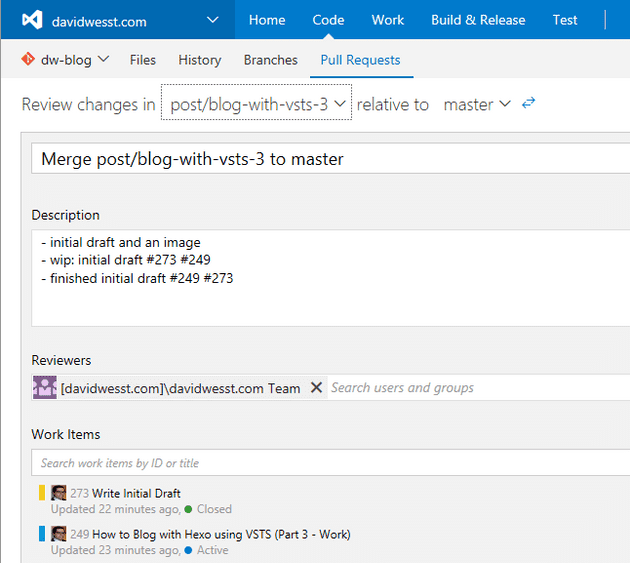 davidwesst.com Home Code Work Build & Release Test
dw-blog Files History Branches Pull Requests
Review changes in post/blog-with-vsts-3 relative to master
Merge post/blog-with-vsts-3 to master
Description
- initial draft and an image
- wip: initial draft #273 #249
- finished initial draft #249 #273
Reviewers
[davidwesst.com]\davidwesst.com Team Search users and groups
Work Items
Search work items by ID or title
273 Write Initial Draft
Updated 22 minutes ago, Closed
249 How to Blog with Hexo using VSTS (Part 3 - Work)
Updated 23 minutes ago, Active